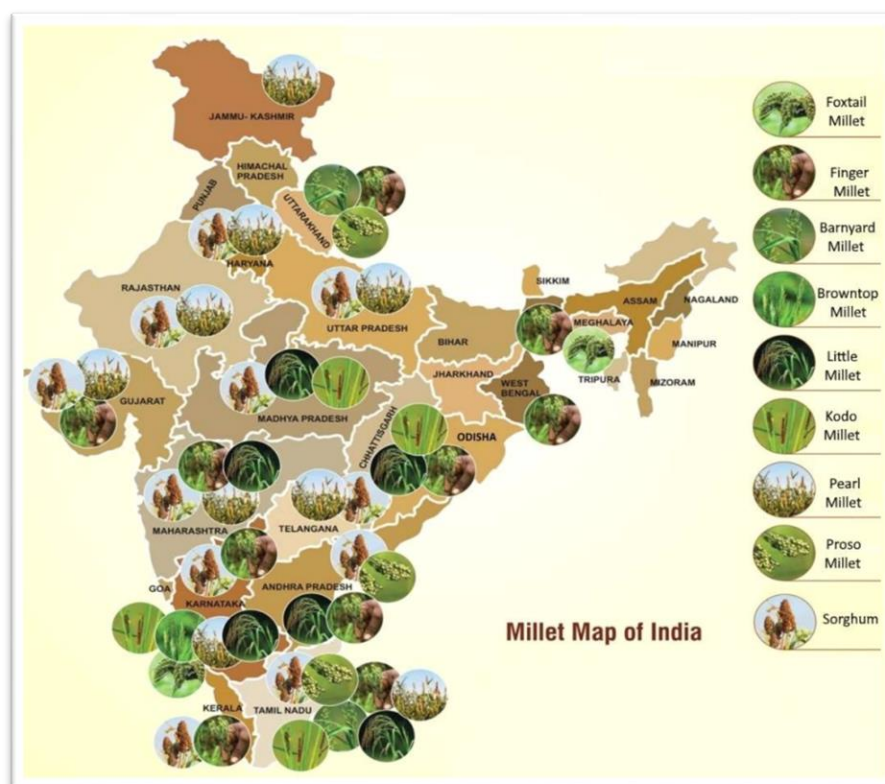 JAMMU- KASHMIR
HIMACHAL
PRADESH
PUNJAB
UTTARAKHAND
HARYANA
RAJASTHAN
UTTAR PRADESH
BIHAR
SIKKIM
ASSAM
NAGALAND
MEGHALAYA
MANIPUR
TRIPURA
MIZORAM
JHARKHAND
WEST
BENGAL
GUJARAT
MADHYA PRADESH
CHHATTISGARH
ODISHA
MAHARASHTRA
TELANGANA
GOA
KARNATAKA
ANDHRA PRADESH
KERALA
TAMIL NADU
Millet Map of India
Foxtail
Millet
Finger
Millet
Barnyard
Millet
Browntop
Millet
Little
Millet
Kodo
Millet
Pearl
Millet
Proso
Millet
Sorghum